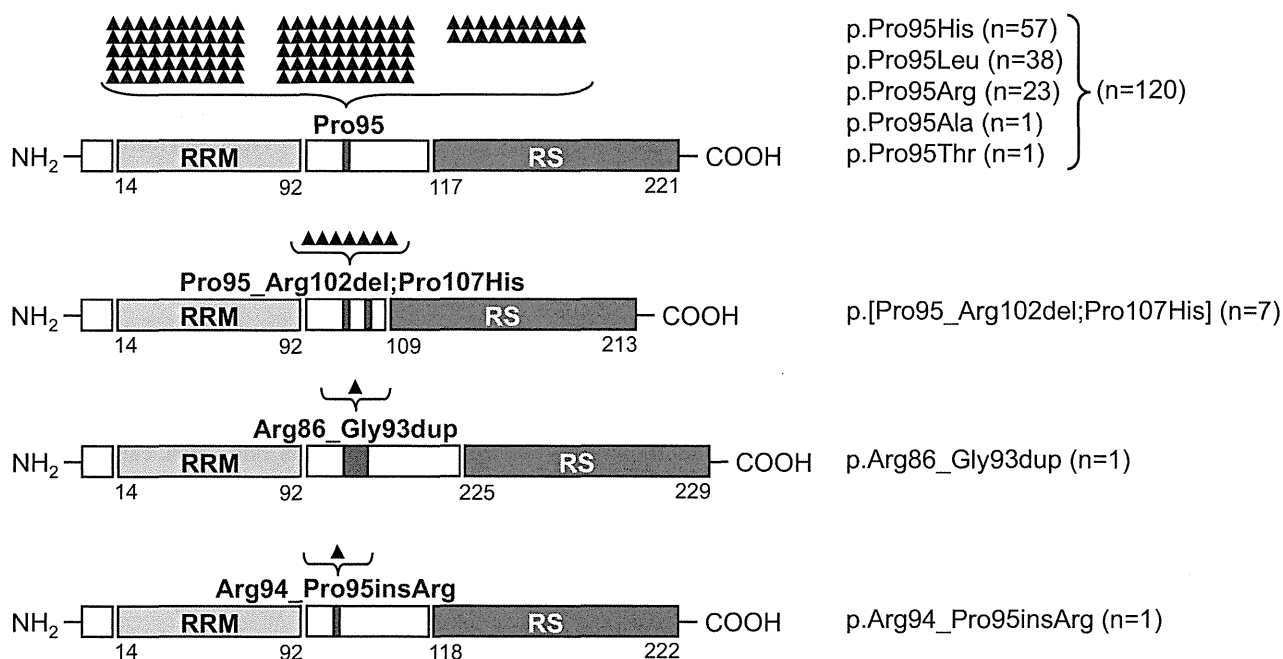 p.Pro95His (n=57)
p.Pro95Leu (n=38)
p.Pro95Arg (n=23)
p.Pro95Ala (n=1)
p.Pro95Thr (n=1)
(n=120)
Pro95
NH2 RRM RS COOH
14 92 117 221
Pro95_Arg102del;Pro107His
NH2 RRM RS COOH
14 92 109 213
p.[Pro95_Arg102del;Pro107His] (n=7)
Arg86_Gly93dup
NH2 RRM RS COOH
14 92 225 229
p.Arg86_Gly93dup (n=1)
Arg94_Pro95insArg
NH2 RRM RS COOH
14 92 118 222
p.Arg94_Pro95insArg (n=1)